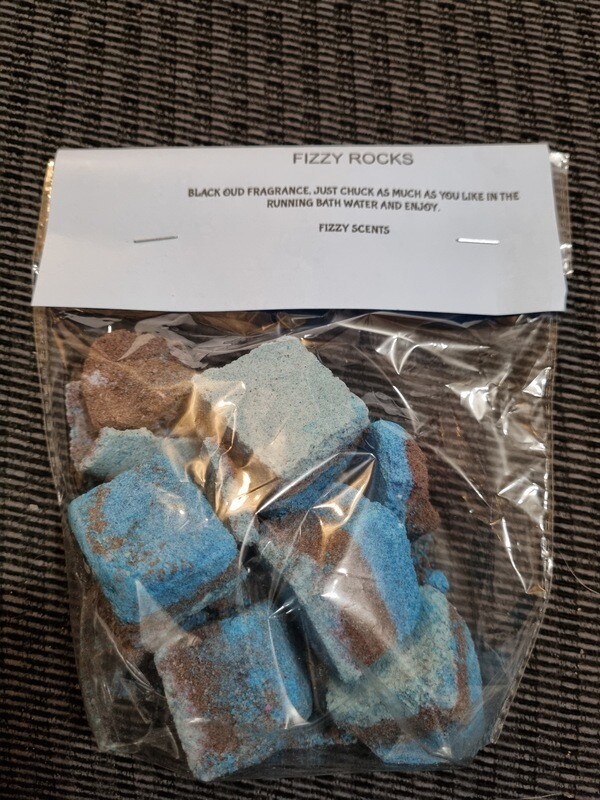 FIZZY ROCKS
BLACK OUD FRAGRANCE. JUST CHUCK AS MUCH AS YOU LIKE IN THE
RUNNING BATH WATER AND ENJOY.
FIZZY SCENTS